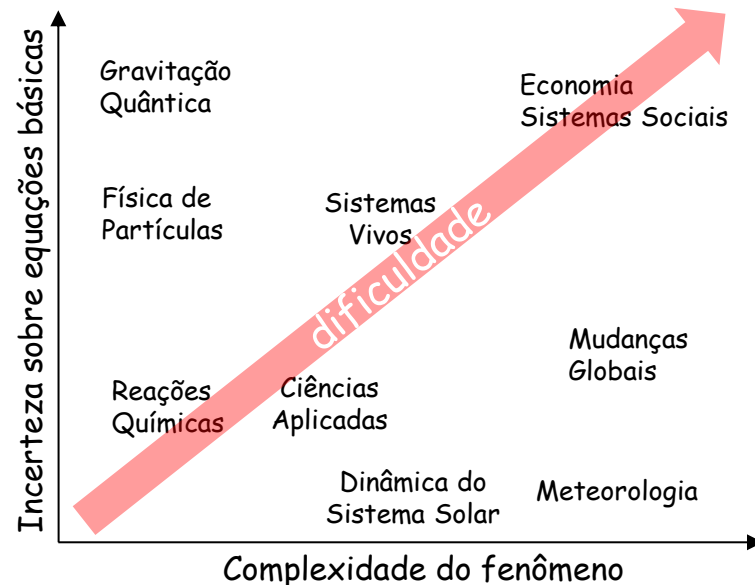 Incerteza sobre equações básicas
Gravitação
Quântica
Economia
Sistemas Sociais
Física de
Partículas
Sistemas
Vivos
dificuldade
Mudanças
Globais
Reações
Químicas
Ciências
Aplicadas
Dinâmica do
Sistema Solar
Meteorologia
Complexidade do fenômeno